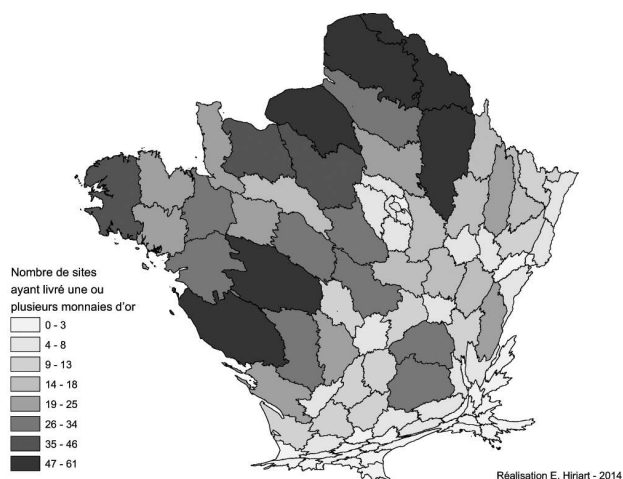 Nombre de sites
ayant livré une ou
plusieurs monnaies d'or
0 - 3
4 - 8
9 - 13
14 - 18
19 - 25
26 - 34
35 - 46
47 - 61
Réalisation E. Hiriart - 2014